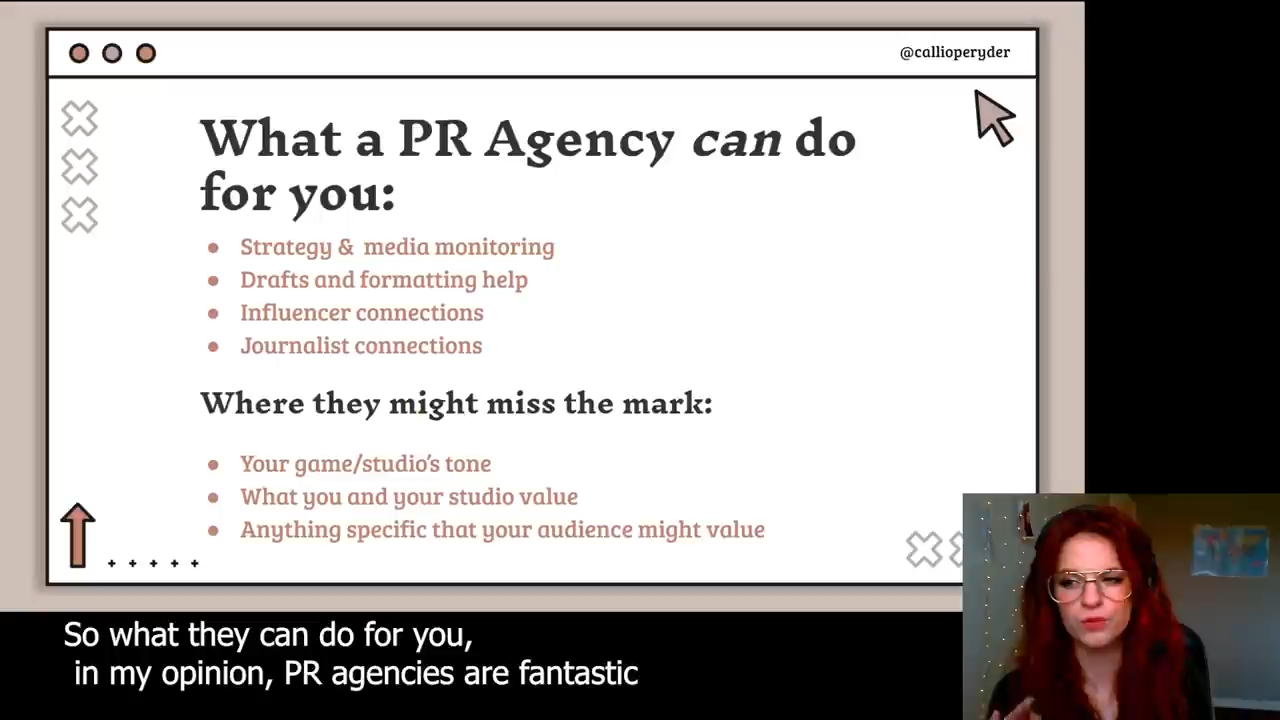 @callioperyder
What a PR Agency can do
for you:
● Strategy & media monitoring
● Drafts and formatting help
● Influencer connections
● Journalist connections
Where they might miss the mark:
● Your game/studio's tone
● What you and your studio value
● Anything specific that your audience might value
So what they can do for you,
in my opinion, PR agencies are fantastic